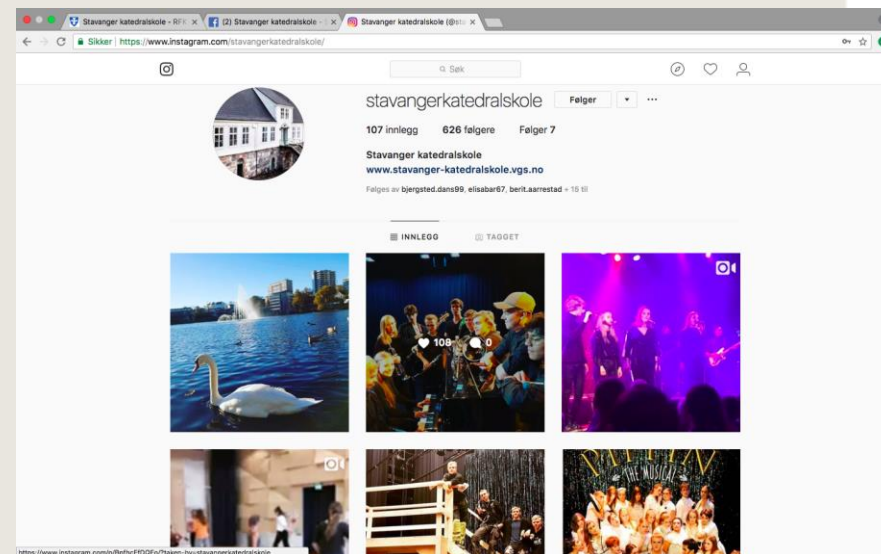 Stavanger katedralskole - RFK
(2) Stavanger katedralskole - S
Stavanger katedralskole (@sta
Sikker | https://www.instagram.com/stavangerkatedralskole/
Søk
stavangerkatedralskole Følger
107 innlegg 626 følgere Følger 7
Stavanger katedralskole
www.stavanger-katedralskole.vgs.no
Følges av bjergsted.dans99, elisabar67, berit.aarrestad + 15 til
INNLEGG TAGGET
108 0
PIPPIN
THE MUSICAL